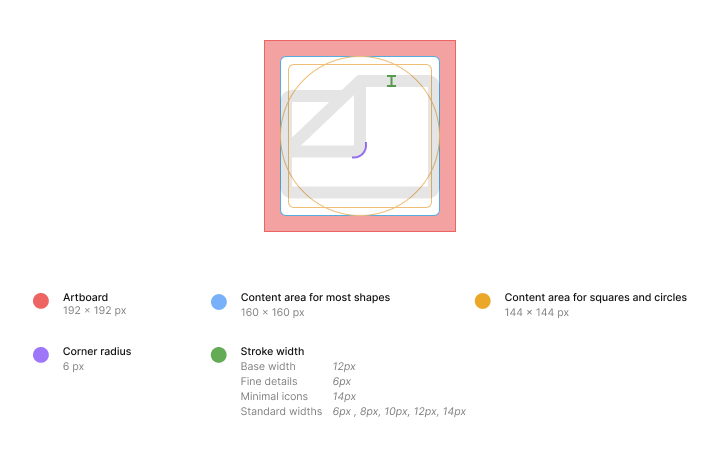 Artboard
192 × 192 px
Content area for most shapes
160 × 160 px
Content area for squares and circles
144 × 144 px
Corner radius
6 px
Stroke width
Base width 12px
Fine details 6px
Minimal icons 14px
Standard widths 6px , 8px, 10px, 12px, 14px